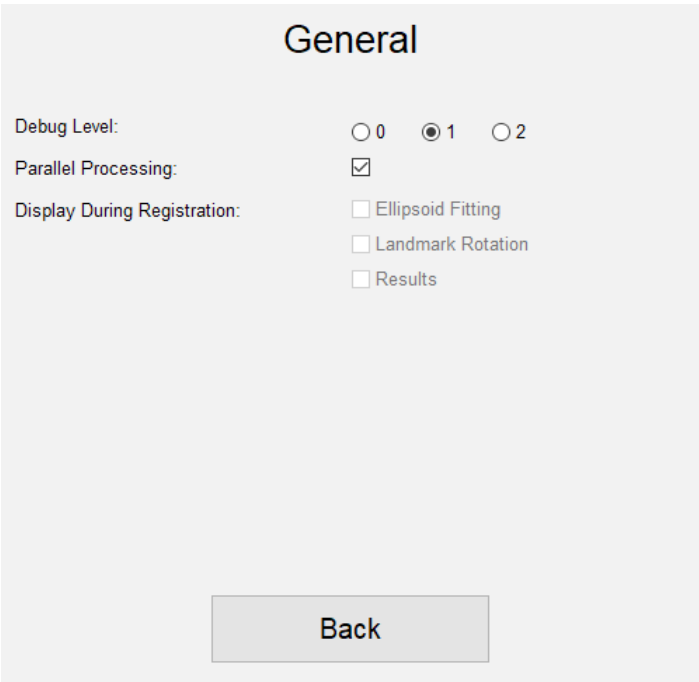 General
Debug Level:
0 1 2
Parallel Processing:
Display During Registration:
Ellipsoid Fitting
Landmark Rotation
Results
Back